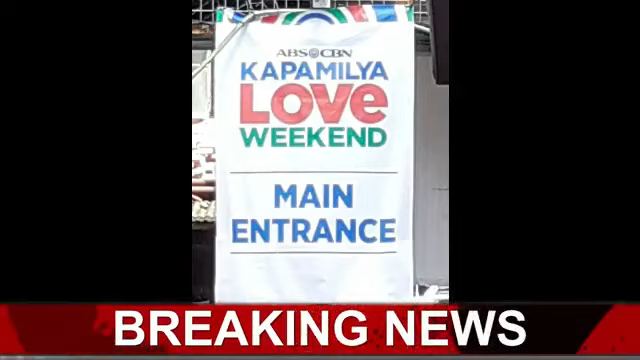 ABS-CBN
KAPAMILYA
LOVe
WEEKEND
MAIN
ENTRANCE
BREAKING NEWS